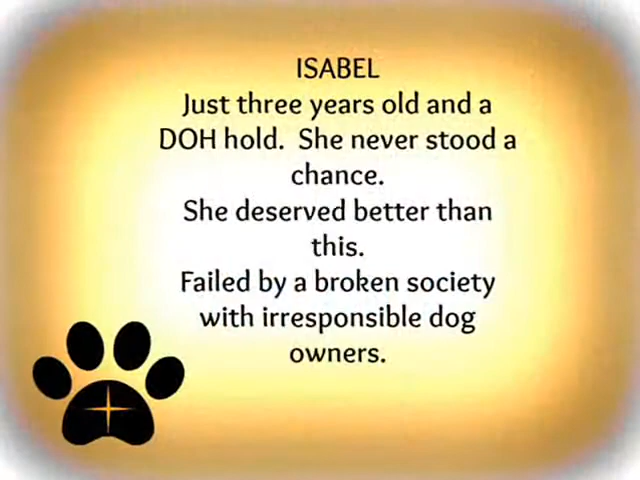 ISABEL
Just three years old and a
DOH hold.  She never stood a
chance.
She deserved better than
this.
Failed by a broken society
with irresponsible dog
owners.